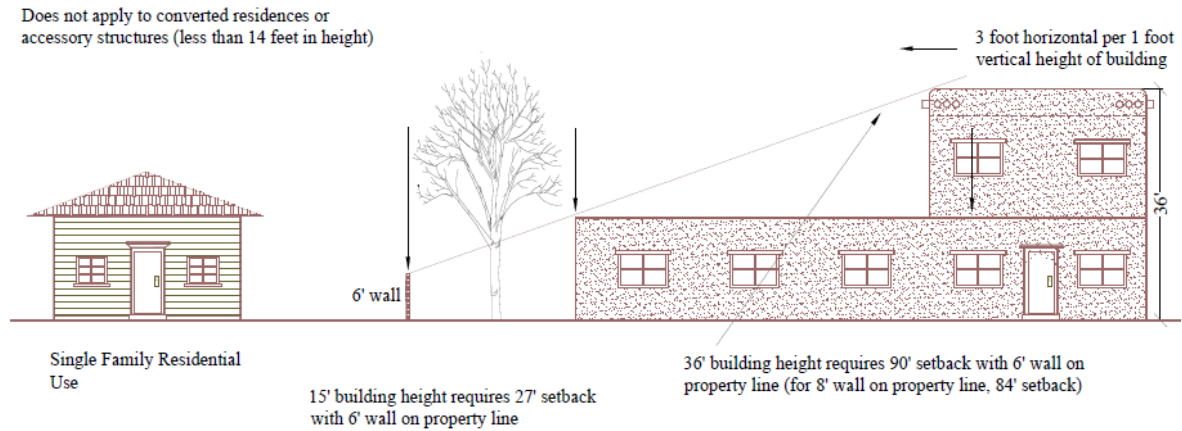 Does not apply to converted residences or
accessory structures (less than 14 feet in height)
3 foot horizontal per 1 foot
vertical height of building
36'
6' wall
Single Family Residential
Use
36' building height requires 90' setback with 6' wall on
property line (for 8' wall on property line, 84' setback)
15' building height requires 27' setback
with 6' wall on property line